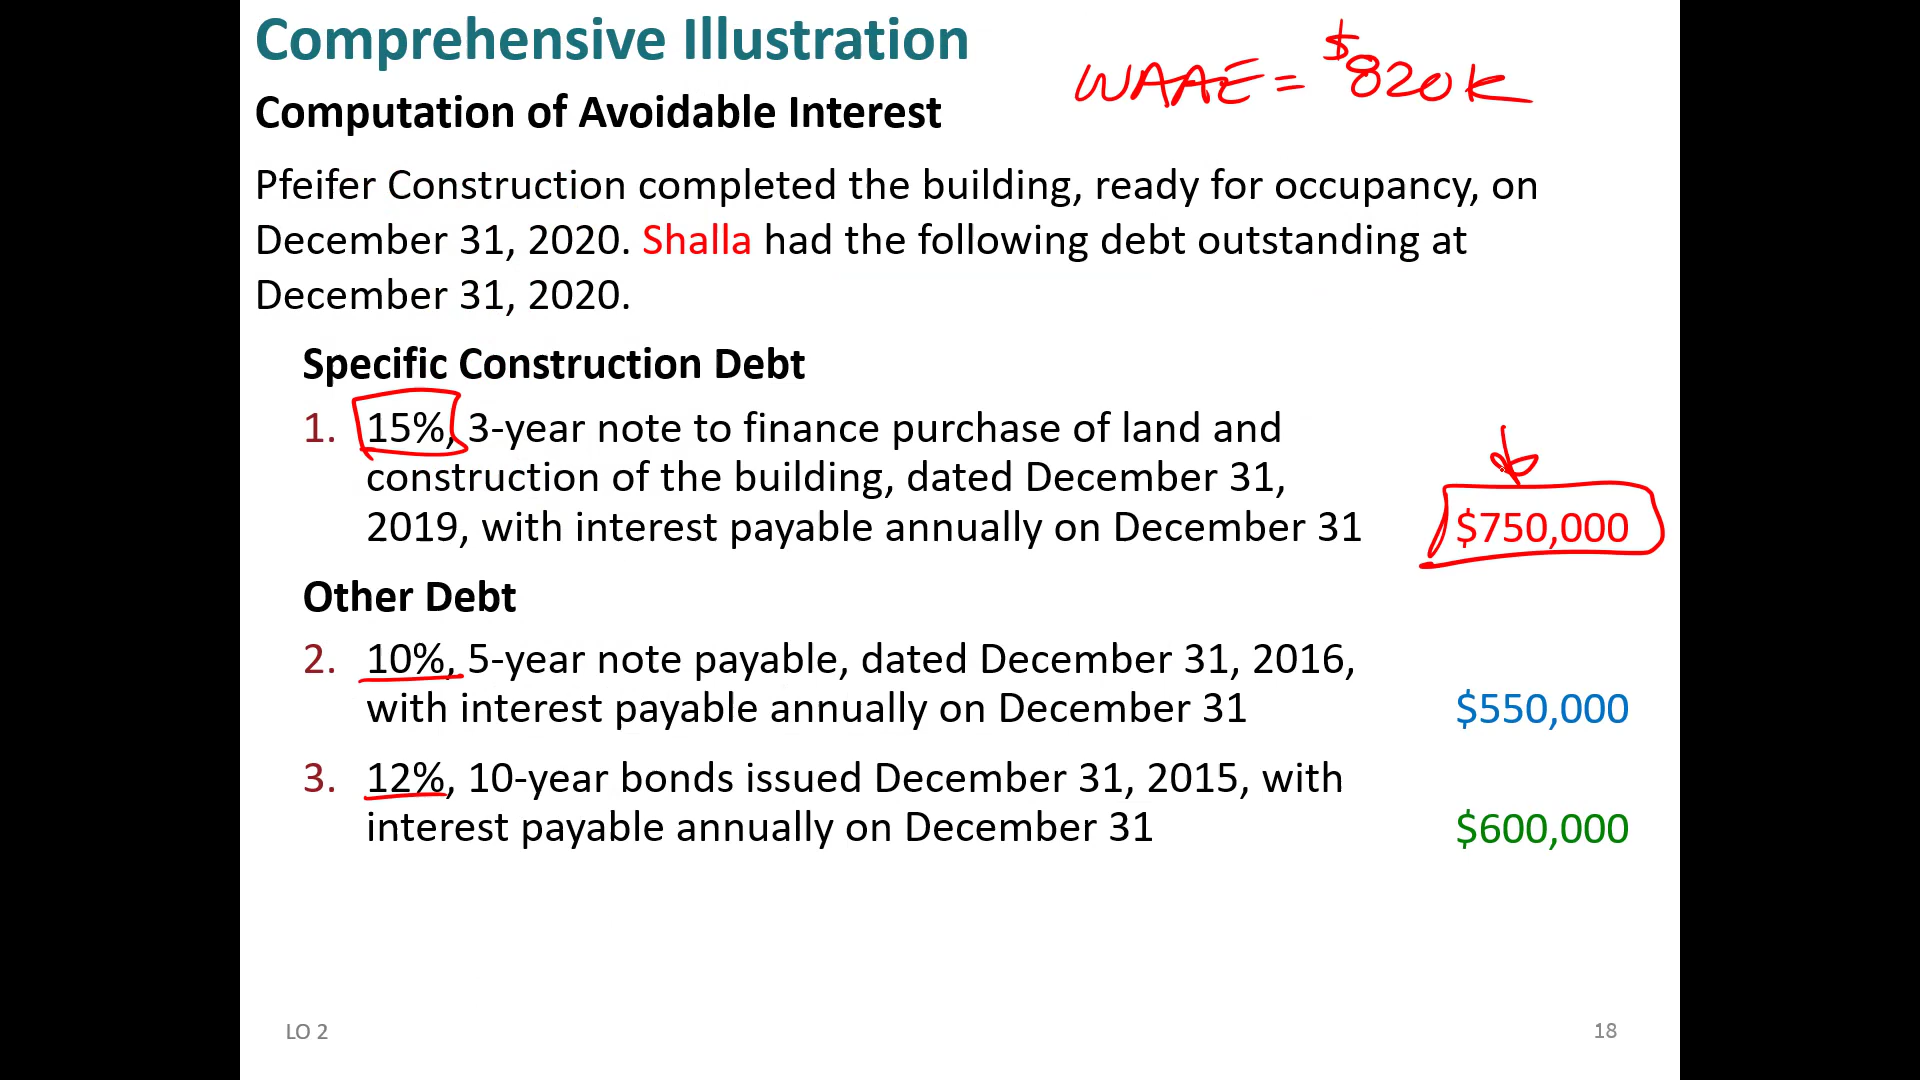 Comprehensive Illustration
WAAE = $820K
Computation of Avoidable Interest
Pfeifer Construction completed the building, ready for occupancy, on
December 31, 2020. Shalla had the following debt outstanding at
December 31, 2020.
Specific Construction Debt
1. 15%, 3-year note to finance purchase of land and
construction of the building, dated December 31,
2019, with interest payable annually on December 31 $750,000
Other Debt
2. 10%, 5-year note payable, dated December 31, 2016,
with interest payable annually on December 31 $550,000
3. 12%, 10-year bonds issued December 31, 2015, with
interest payable annually on December 31 $600,000
LO 2 18